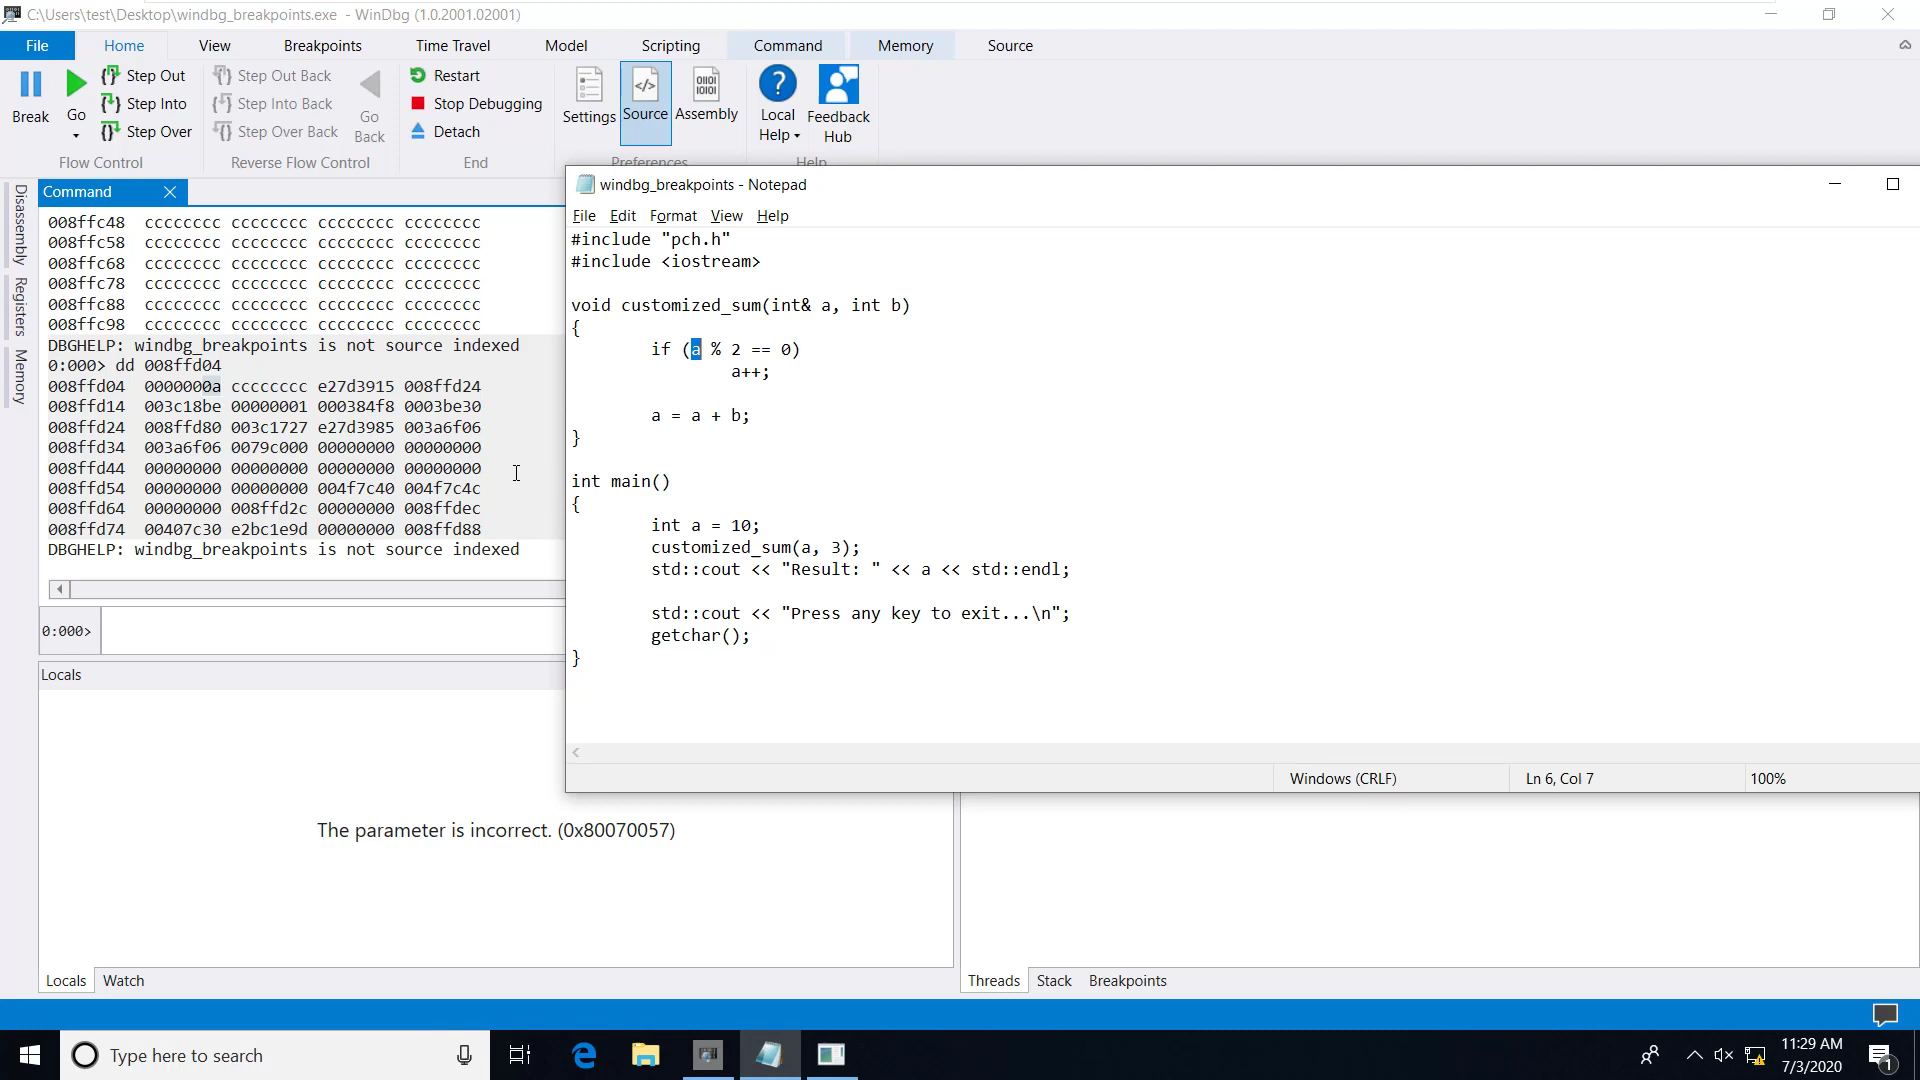 C:\Users\test\Desktop\windbg_breakpoints.exe - WinDbg (1.0.2001.02001)
File Home View Breakpoints Time Travel Model Scripting Command Memory Source
Break
Go
Step Out
Step Into
Step Over
Flow Control
Step Out Back
Step Into Back
Step Over Back
Go
Back
Reverse Flow Control
Restart
Stop Debugging
Detach
End
Settings
Source
Assembly
Preferences
Local
Help
Feedback
Hub
Help
Disassembly
Registers
Memory
Command
008ffc48 cccccccc cccccccc cccccccc cccccccc
008ffc58 cccccccc cccccccc cccccccc cccccccc
008ffc68 cccccccc cccccccc cccccccc cccccccc
008ffc78 cccccccc cccccccc cccccccc cccccccc
008ffc88 cccccccc cccccccc cccccccc cccccccc
008ffc98 cccccccc cccccccc cccccccc cccccccc
DBGHELP: windbg_breakpoints is not source indexed
0:000> dd 008ffd04
008ffd04 0000000a cccccccc e27d3915 008ffd24
008ffd14 003c18be 00000001 000384f8 0003be30
008ffd24 008ffd80 003c1727 e27d3985 003a6f06
008ffd34 003a6f06 0079c000 00000000 00000000
008ffd44 00000000 00000000 00000000 00000000
008ffd54 00000000 00000000 004f7c40 004f7c4c
008ffd64 00000000 008ffd2c 00000000 008ffdec
008ffd74 00407c30 e2bc1e9d 00000000 008ffd88
DBGHELP: windbg_breakpoints is not source indexed
0:000>
Locals
The parameter is incorrect. (0x80070057)
Locals Watch
windbg_breakpoints - Notepad
File Edit Format View Help
#include "pch.h"
#include <iostream>
void customized_sum(int& a, int b)
{
if (a % 2 == 0)
a++;
a = a + b;
}
int main()
{
int a = 10;
customized_sum(a, 3);
std::cout << "Result: " << a << std::endl;
std::cout << "Press any key to exit...\n";
getchar();
}
Windows (CRLF) Ln 6, Col 7 100%
Threads Stack Breakpoints
Type here to search
11:29 AM
7/3/2020
1